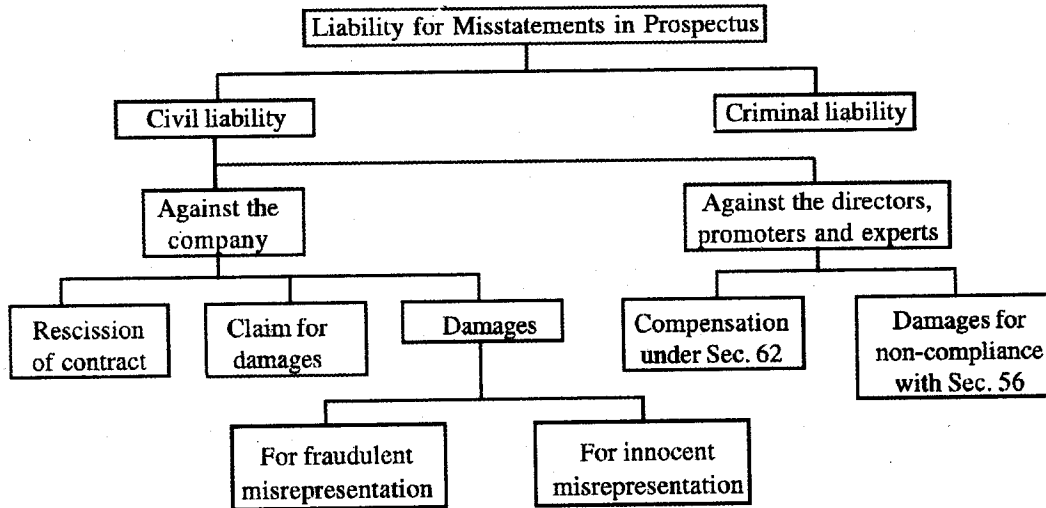 Liability for Misstatements in Prospectus
Civil liability
Criminal liability
Against the
company
Against the directors,
promoters and experts
Rescission
of contract
Claim for
damages
Damages
Compensation
under Sec. 62
Damages for
non-compliance
with Sec. 56
For fraudulent
misrepresentation
For innocent
misrepresentation